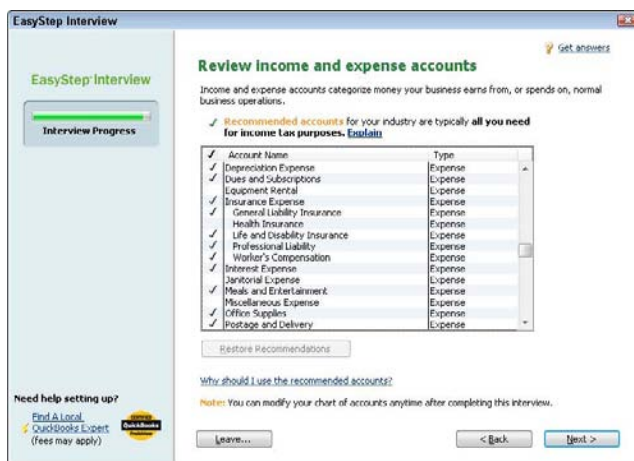 EasyStep Interview
Get answers
EasyStep Interview
Interview Progress
Review income and expense accounts
Income and expense accounts categorize money your business earns from, or spends on, normal
business operations.
✓ Recommended accounts for your industry are typically all you need
for income tax purposes. Explain
✓ Account Name Type
✓ Depreciation Expense Expense
✓ Dues and Subscriptions Expense
Equipment Rental Expense
✓ Insurance Expense Expense
✓ General Liability Insurance Expense
Health Insurance Expense
✓ Life and Disability Insurance Expense
✓ Professional Liability Expense
✓ Worker's Compensation Expense
✓ Interest Expense Expense
Janitorial Expense Expense
✓ Meals and Entertainment Expense
Miscellaneous Expense Expense
✓ Office Supplies Expense
✓ Postage and Delivery Expense
Restore Recommendations
Why should I use the recommended accounts?
Note: You can modify your chart of accounts anytime after completing this interview.
Need help setting up?
Find A Local
QuickBooks Expert
(fees may apply)
QuickBooks
Leave...
< Back
Next >